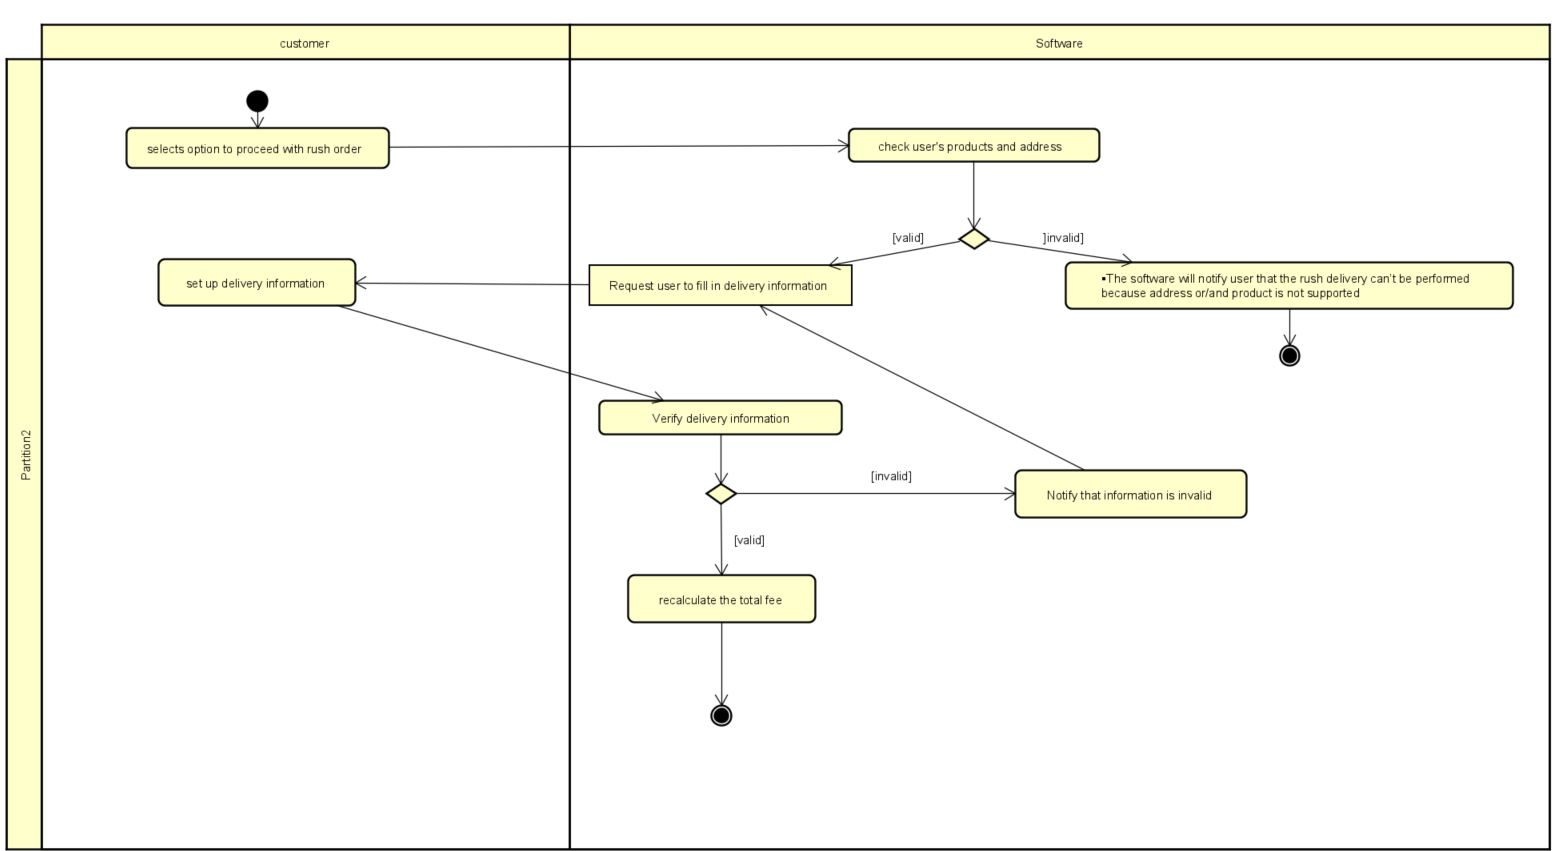 customer
Software
Partition2
selects option to proceed with rush order
check user's products and address
[valid]
]invalid]
set up delivery information
Request user to fill in delivery information
▪The software will notify user that the rush delivery can't be performed
because address or/and product is not supported
Verify delivery information
[invalid]
Notify that information is invalid
[valid]
recalculate the total fee